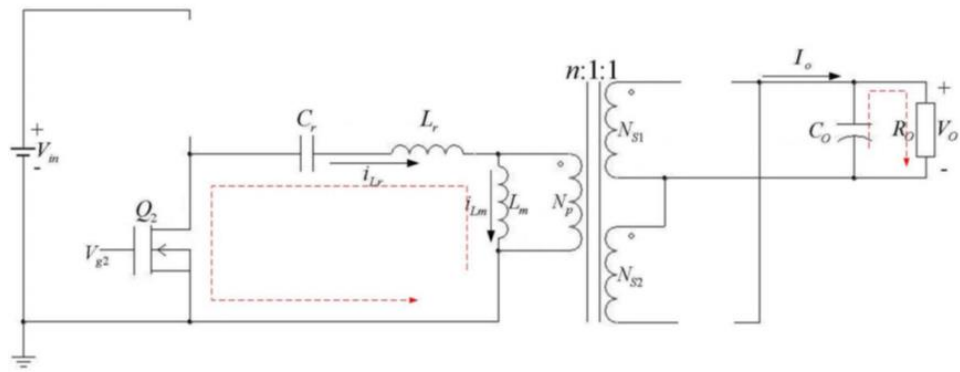 n:1:1
I_o
+
V_in
-
C_r
L_r
i_Lr
i_Lm
L_m
N_p
N_S1
N_S2
C_O
R_O
+
V_O
-
Q_2
V_g2